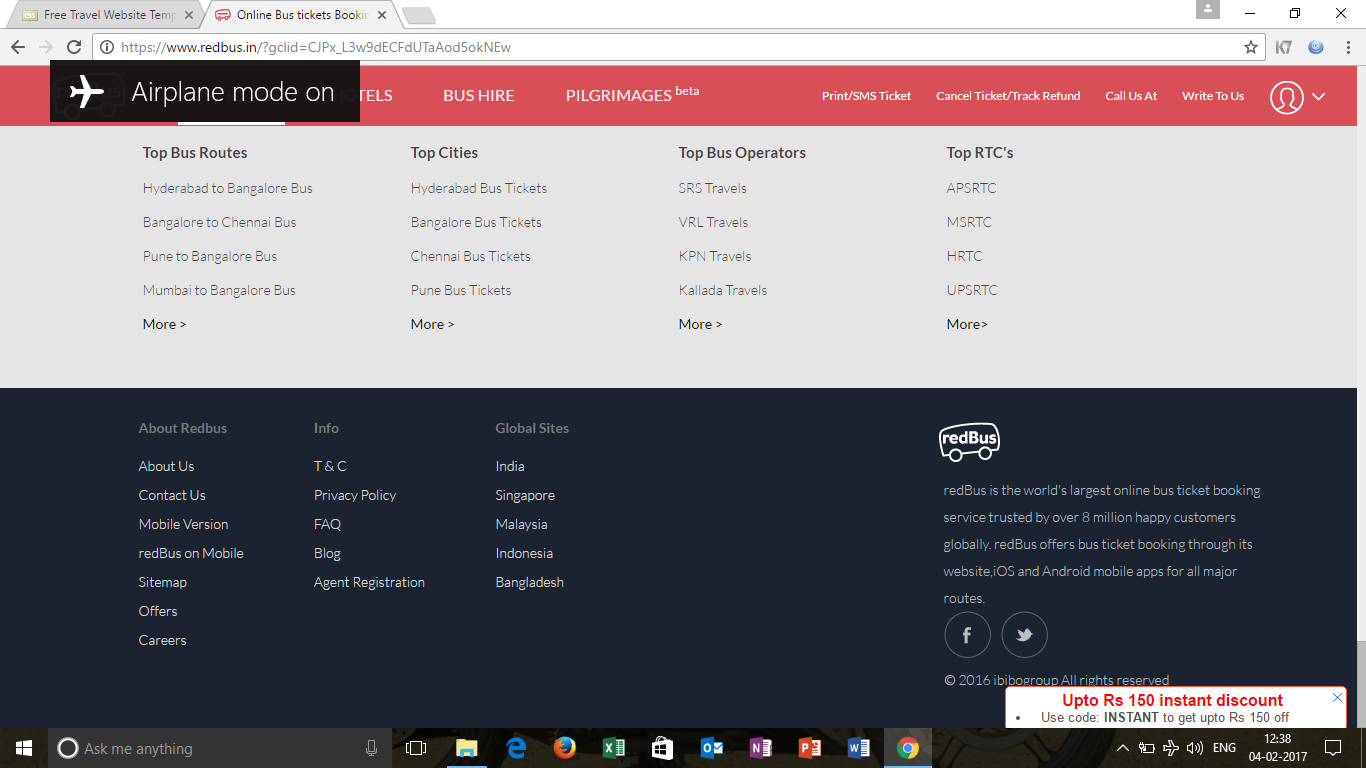 Free Travel Website Temp
Online Bus tickets Bookin
https://www.redbus.in/?gclid=CJPx_L3w9dECFdUTaAod5okNEw
K7
Airplane mode on
HOTELS
BUS HIRE
PILGRIMAGES beta
Print/SMS Ticket
Cancel Ticket/Track Refund
Call Us At
Write To Us
Top Bus Routes
Hyderabad to Bangalore Bus
Bangalore to Chennai Bus
Pune to Bangalore Bus
Mumbai to Bangalore Bus
More >
Top Cities
Hyderabad Bus Tickets
Bangalore Bus Tickets
Chennai Bus Tickets
Pune Bus Tickets
More >
Top Bus Operators
SRS Travels
VRL Travels
KPN Travels
Kallada Travels
More >
Top RTC's
APSRTC
MSRTC
HRTC
UPSRTC
More>
About Redbus
About Us
Contact Us
Mobile Version
redBus on Mobile
Sitemap
Offers
Careers
Info
T & C
Privacy Policy
FAQ
Blog
Agent Registration
Global Sites
India
Singapore
Malaysia
Indonesia
Bangladesh
redBus
redBus is the world's largest online bus ticket booking
service trusted by over 8 million happy customers
globally. redBus offers bus ticket booking through its
website,iOS and Android mobile apps for all major
routes.
© 2016 ibibogroup All rights reserved
Upto Rs 150 instant discount
• Use code: INSTANT to get upto Rs 150 off
Ask me anything
ENG
12:38
04-02-2017